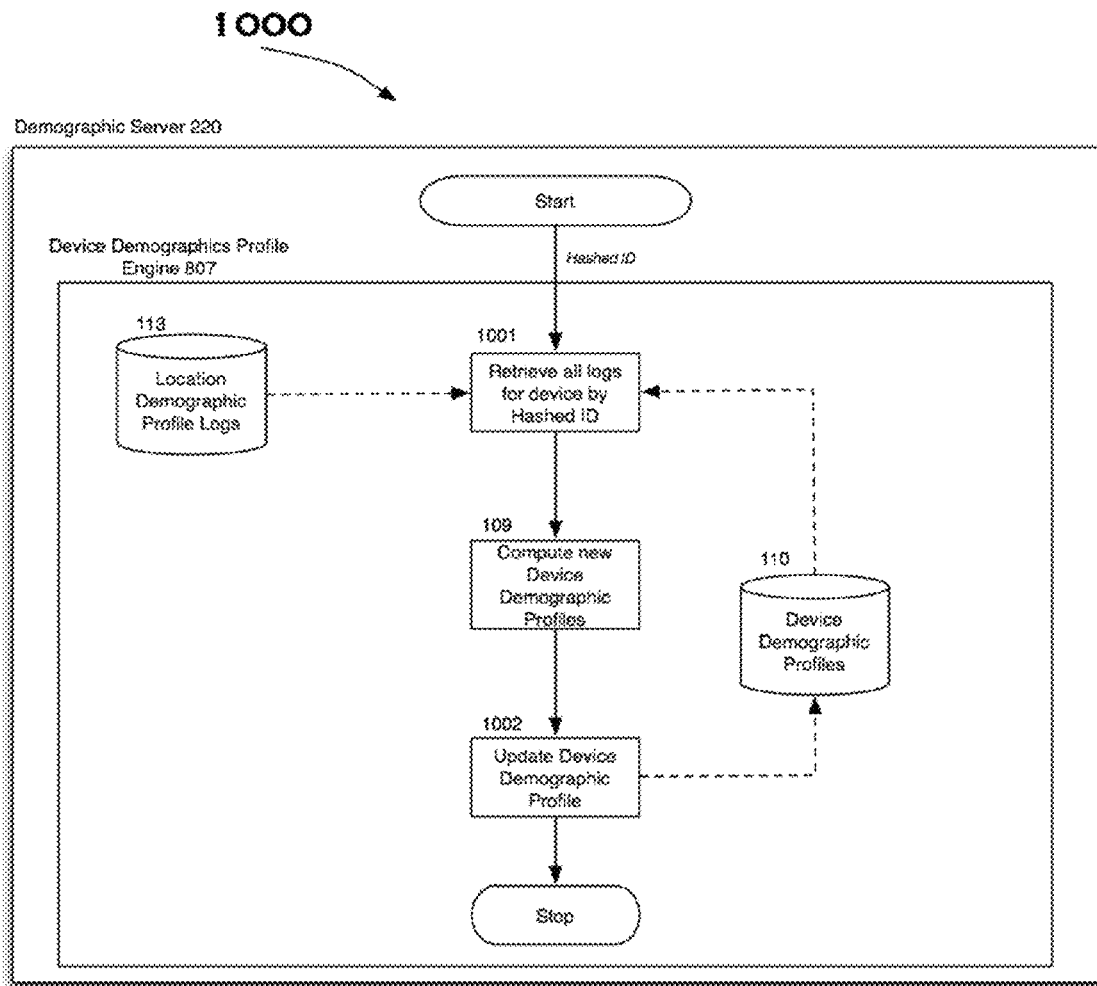 1000
Demographic Server 220
Start
Device Demographics Profile
Engine 807
Hashed ID
113
Location
Demographic
Profile Logs
1001
Retrieve all logs
for device by
Hashed ID
109
Compute new
Device
Demographic
Profiles
110
Device
Demographic
Profiles
1002
Update Device
Demographic
Profile
Stop